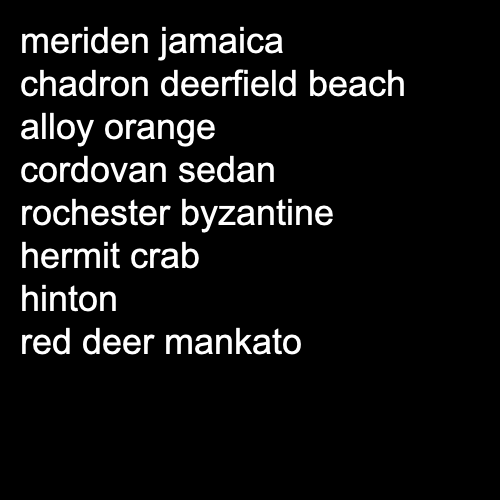 meriden jamaica
chadron deerfield beach
alloy orange
cordovan sedan
rochester byzantine
hermit crab
hinton
red deer mankato